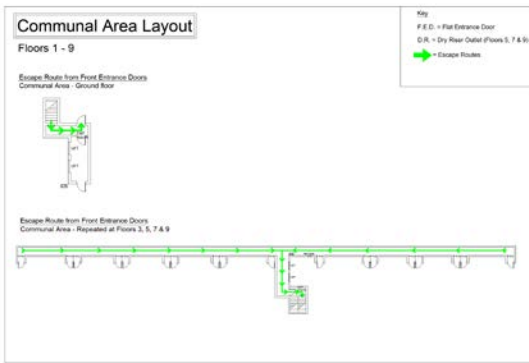 Communal Area Layout
Floors 1 - 9
Key
F.E.D. = Flat Entrance Door
D.R. = Dry Riser Outlet (Floors 5, 7 & 9)
= Escape Routes
Escape Route from Front Entrance Doors
Communal Area - Ground floor
LIFT
LIFT
Escape Route from Front Entrance Doors
Communal Area - Repeated at Floors 3, 5, 7 & 9